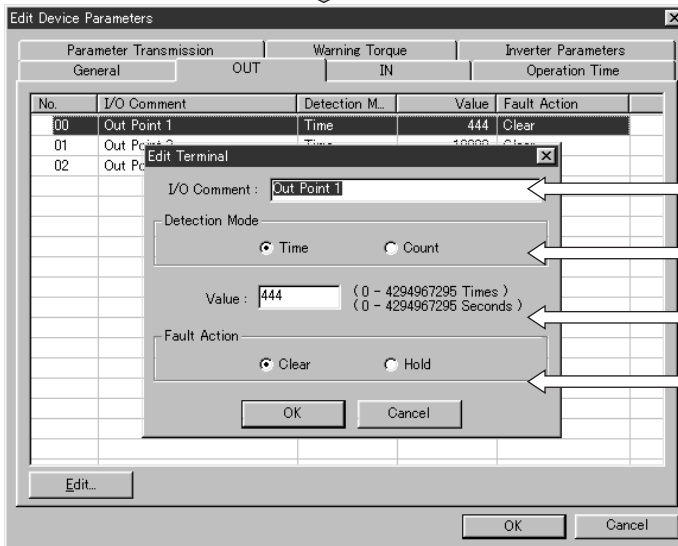 Edit Device Parameters
Parameter Transmission Warning Torque Inverter Parameters
General OUT IN Operation Time
No. I/O Comment Detection M... Value Fault Action
00 Out Point 1 Time 444 Clear
01 Out
02 Out
Edit Terminal
I/O Comment : Out Point 1
Detection Mode
Time Count
Value : 444 ( 0 - 4294967295 Times )
( 0 - 4294967295 Seconds )
Fault Action
Clear Hold
OK Cancel
Edit...
OK Cancel